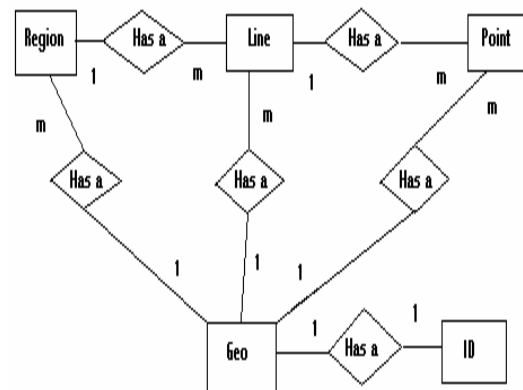 Region Has a Line Has a Point
1 m 1 m
m m m
Has a Has a Has a
1 1 1
1 1
Geo Has a ID